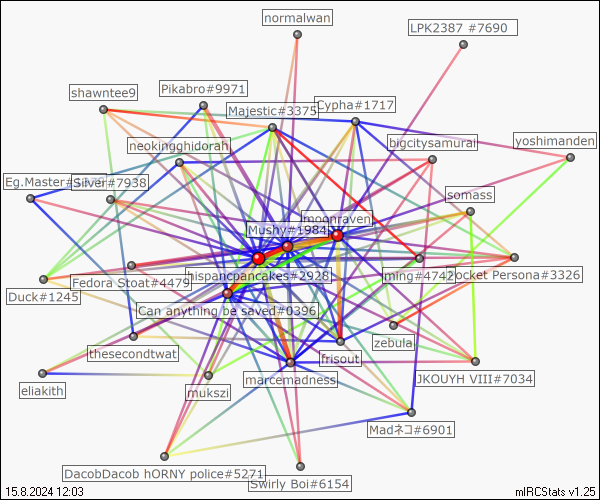 normalwan
LPK2387 #7690
Pikabro#9971
shawntee9
Majestic#3375
Cypha#1717
bigcitysamurai
yoshimanden
neokingghidorah
Eg.Master#
Silver#7938
somass
moonraven
Mushy#1984
Fedora Stoat#4479
hispancpancakes#2928
ming#4742
ocket Persona#3326
Duck#1245
Can anything be saved#0396
zebula
thesecondtwat
frisout
eliakith
mukszi
marcemadness
JKOUYH VIII#7034
Madネコ#6901
DacobDacob hORNY police#5271
Swirly Boi#6154
15.8.2024 12:03
mIRCStats v1.25